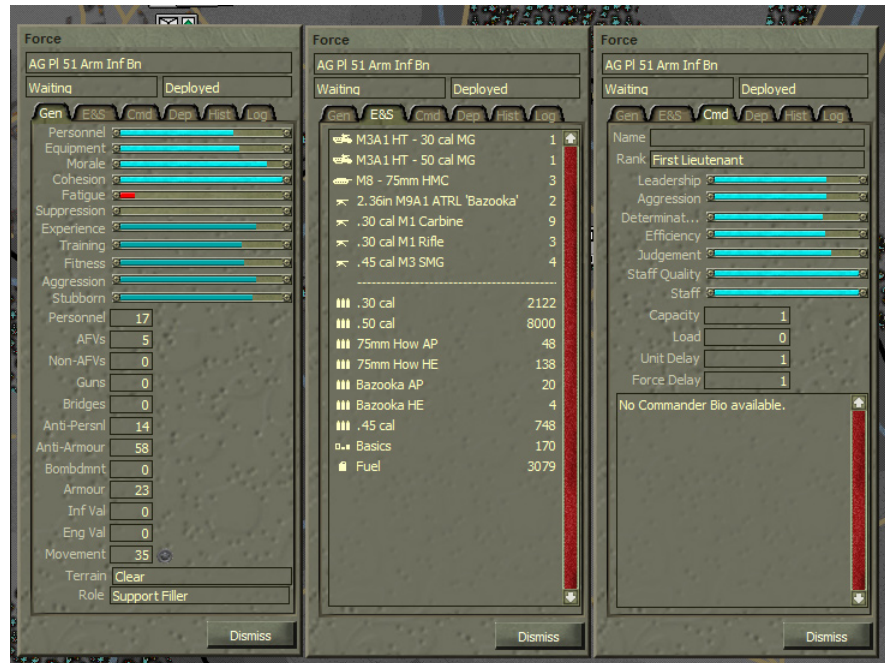 Force
AG Pl 51 Arm Inf Bn
Waiting Deployed
Gen E&S Cmd Dep Hist Log
Personnel
Equipment
Morale
Cohesion
Fatigue
Suppression
Experience
Training
Fitness
Aggression
Stubborn
Personnel 17
AFVs 5
Non-AFVs 0
Guns 0
Bridges 0
Anti-Persnl 14
Anti-Armour 58
Bombdmnt 0
Armour 23
Inf Val 0
Eng Val 0
Movement 35
Terrain Clear
Role Support Filler
Dismiss
Force
AG Pl 51 Arm Inf Bn
Waiting Deployed
Gen E&S Cmd Dep Hist Log
M3A1 HT - 30 cal MG 1
M3A1 HT - 50 cal MG 1
M8 - 75mm HMC 3
2.36in M9A1 ATRL 'Bazooka' 2
.30 cal M1 Carbine 9
.30 cal M1 Rifle 3
.45 cal M3 SMG 4
.30 cal 2122
.50 cal 8000
75mm How AP 48
75mm How HE 138
Bazooka AP 20
Bazooka HE 4
.45 cal 748
Basics 170
Fuel 3079
Dismiss
Force
AG Pl 51 Arm Inf Bn
Waiting Deployed
Gen E&S Cmd Dep Hist Log
Name
Rank First Lieutenant
Leadership
Aggression
Determinat...
Efficiency
Judgement
Staff Quality
Staff
Capacity 1
Load 0
Unit Delay 1
Force Delay 1
No Commander Bio available.
Dismiss